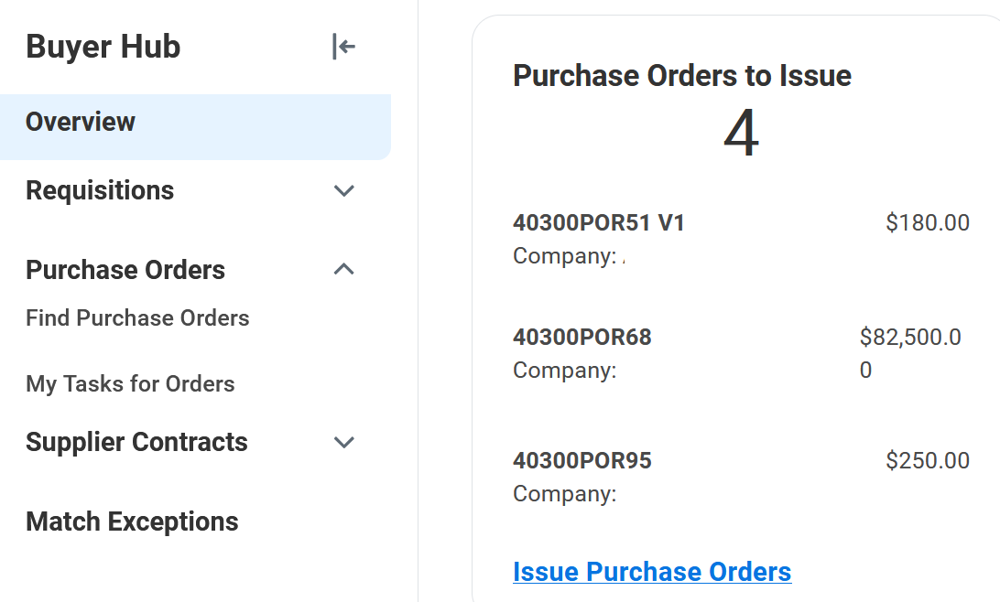 Buyer Hub
Overview
Requisitions
Purchase Orders
Find Purchase Orders
My Tasks for Orders
Supplier Contracts
Match Exceptions
Purchase Orders to Issue
4
40300POR51 V1 $180.00
Company:
40300POR68 $82,500.0
Company: 0
40300POR95 $250.00
Company:
Issue Purchase Orders